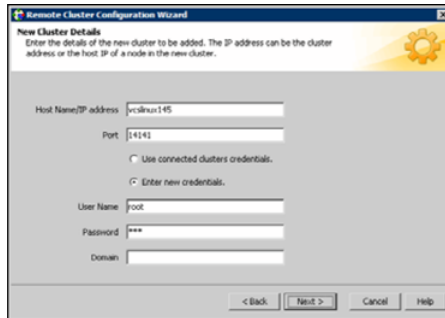 Remote Cluster Configuration Wizard
New Cluster Details
Enter the details of the new cluster to be added. The IP address can be the cluster
address or the host IP of a node in the new cluster.
Host Name/IP address vcslinux145
Port 14141
Use connected clusters credentials.
Enter new credentials.
User Name root
Password ***
Domain
< Back Next > Cancel Help